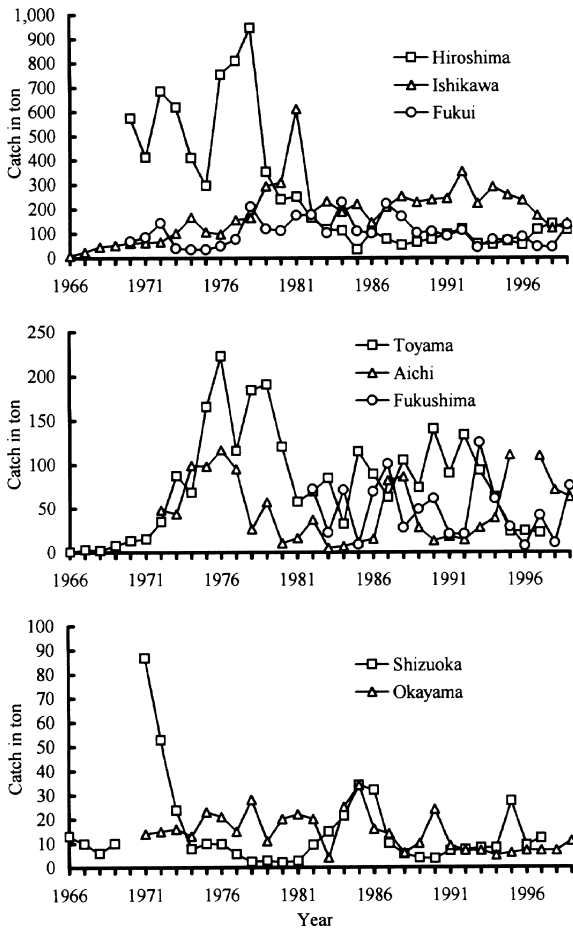 1,000
900
800
700
600
500
400
300
200
100
0
Catch in ton
Hiroshima
Ishikawa
Fukui
1966 1971 1976 1981 1986 1991 1996
250
200
150
100
50
0
Catch in ton
Toyama
Aichi
Fukushima
1966 1971 1976 1981 1986 1991 1996
100
90
80
70
60
50
40
30
20
10
0
Catch in ton
Shizuoka
Okayama
1966 1971 1976 1981 1986 1991 1996
Year